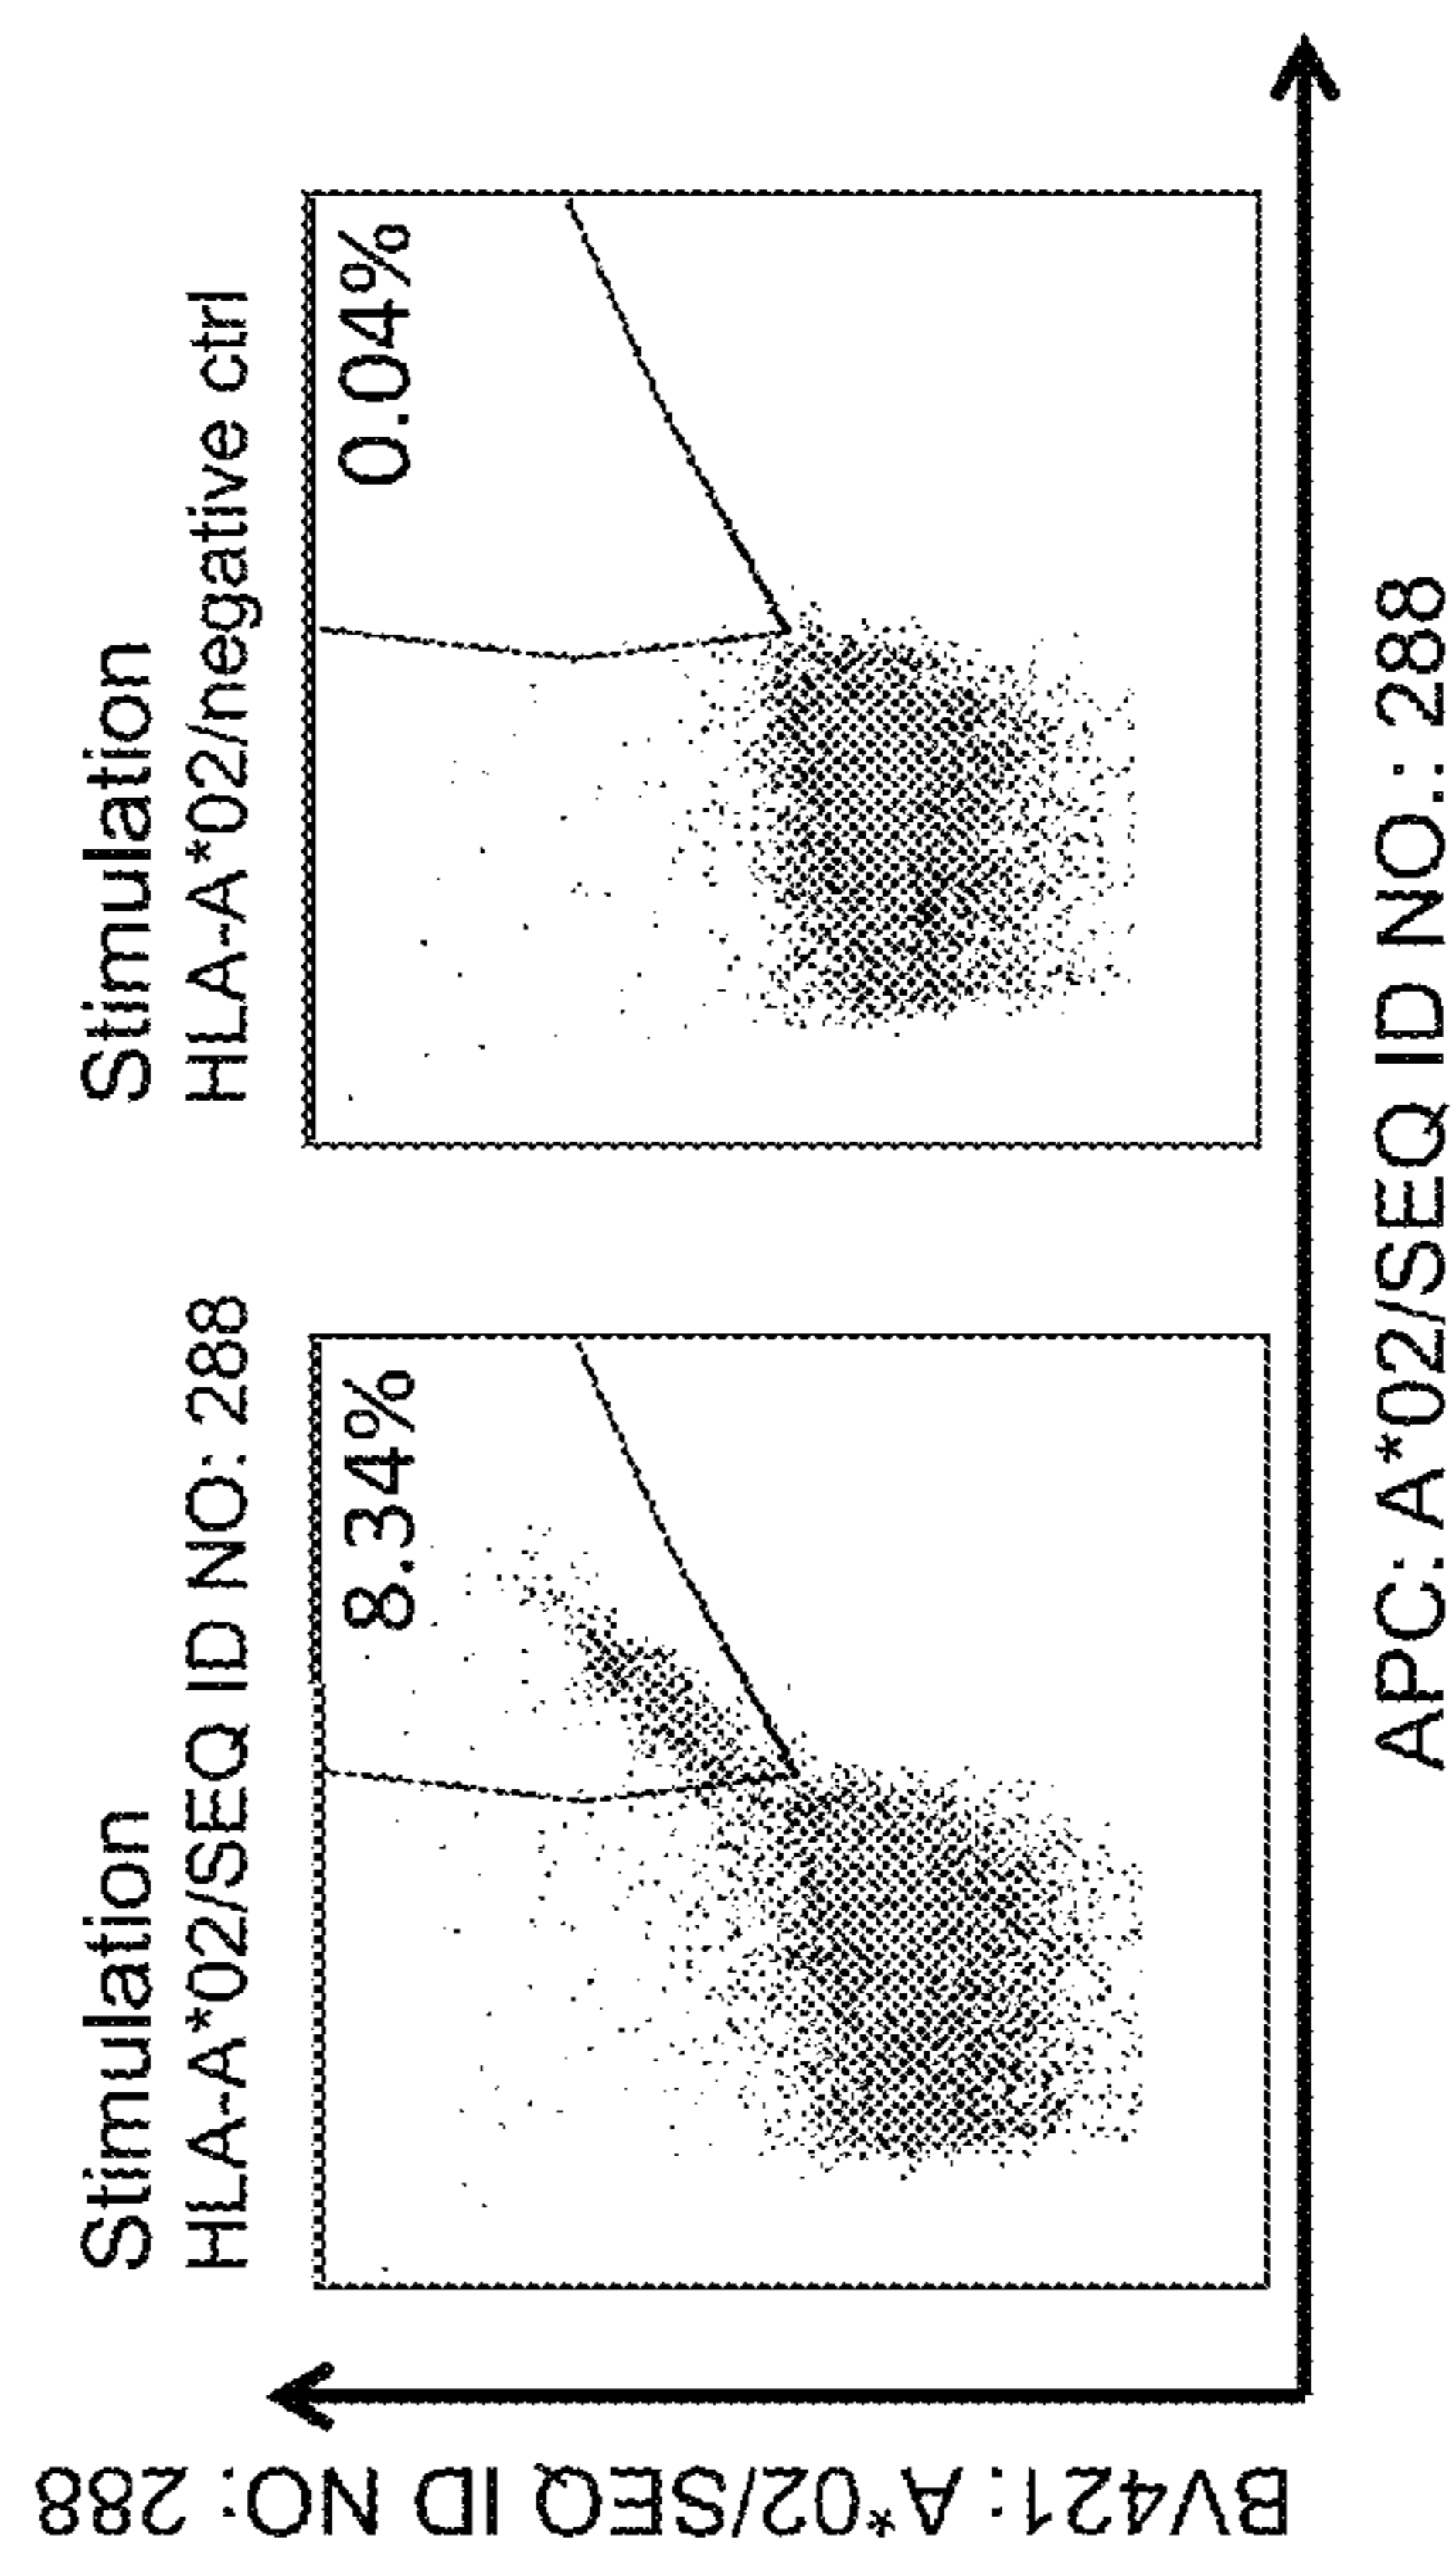 Stimulation
HLA-A*02/SEQ ID NO: 288
8.34%
Stimulation
HLA-A*02/negative ctrl
0.04%
BV421: A*02/SEQ ID NO: 288
APC: A*02/SEQ ID NO.: 288